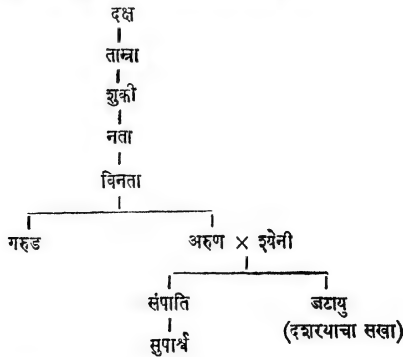 दक्ष
ताम्रा
शुकी
नता
विनता
गरुड अरुण × श्येनी
संपाति जटायु
सुपार्श्व (दशरथाचा सखा)